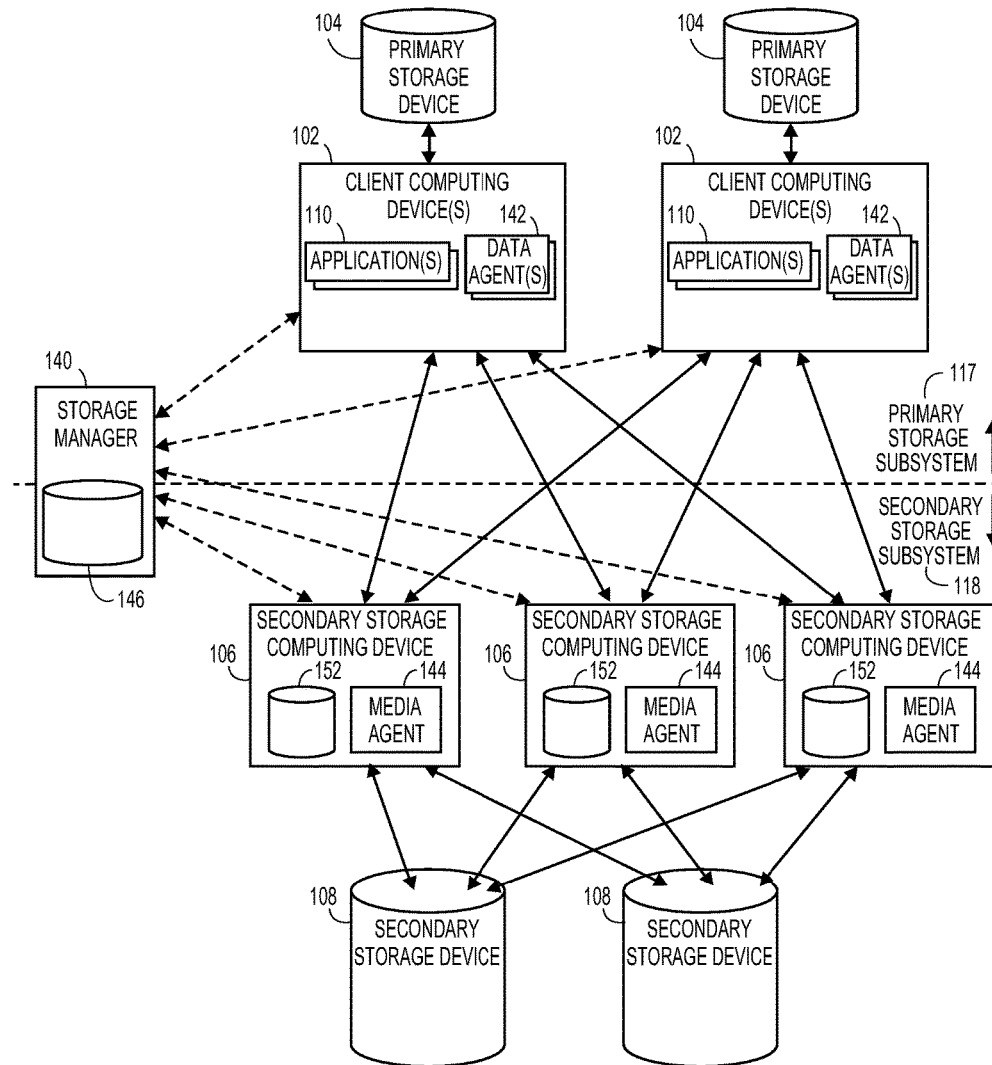 104
PRIMARY
STORAGE
DEVICE
104
PRIMARY
STORAGE
DEVICE
102
CLIENT COMPUTING
DEVICE(S)
110
142
APPLICATION(S)
DATA
AGENT(S)
102
CLIENT COMPUTING
DEVICE(S)
110
142
APPLICATION(S)
DATA
AGENT(S)
140
STORAGE
MANAGER
146
117
PRIMARY
STORAGE
SUBSYSTEM
SECONDARY
STORAGE
SUBSYSTEM
118
SECONDARY STORAGE
COMPUTING DEVICE
106
152
144
MEDIA
AGENT
SECONDARY STORAGE
COMPUTING DEVICE
106
152
144
MEDIA
AGENT
SECONDARY STORAGE
COMPUTING DEVICE
106
152
144
MEDIA
AGENT
108
SECONDARY
STORAGE DEVICE
108
SECONDARY
STORAGE DEVICE